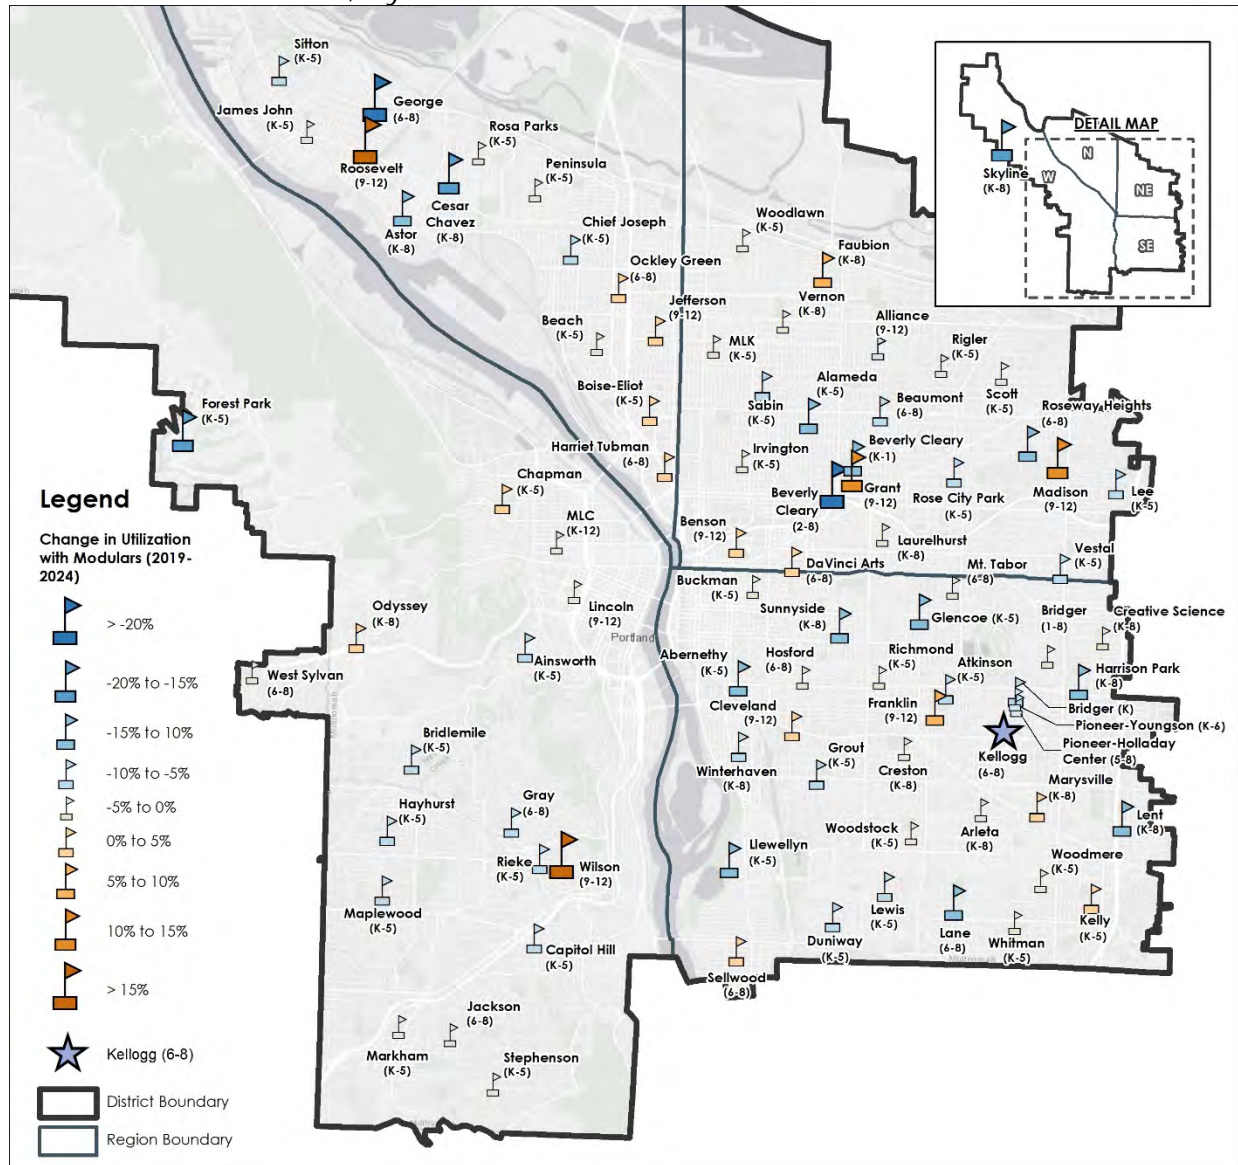 Sitton
(K-5)
George
(6-8)
James John
(K-5)
Roosevelt
(9-12)
Rosa Parks
(K-5)
Cesar
Chavez
(K-8)
Astor
(K-8)
Peninsula
(K-5)
Chief Joseph
(K-5)
Woodlawn
(K-5)
Faubion
(K-8)
Ockley Green
(6-8)
Vernon
(K-8)
Jefferson
(9-12)
Beach
(K-5)
MLK
(K-5)
Alliance
(9-12)
Rigler
(K-5)
Scott
(K-5)
DETAIL MAP
Skyline
(K-8)
N
W
NE
SE
Boise-Eliot
(K-5)
Sabin
(K-5)
Alameda
(K-5)
Beaumont
(6-8)
Roseway Heights
(6-8)
Forest Park
(K-5)
Harriet Tubman
(6-8)
Irvington
(K-5)
Beverly Cleary
(K-1)
Beverly
Cleary
(2-8)
Grant
(9-12)
Rose City Park
(K-5)
Madison
(9-12)
Lee
(K-5)
Chapman
(K-5)
MLC
(K-12)
Benson
(9-12)
Laurelhurst
(K-8)
DaVinci Arts
(6-8)
Mt. Tabor
(6-8)
Vestal
(K-5)
Buckman
(K-5)
Sunnyside
(K-8)
Glencoe (K-5)
Bridger
(1-8)
Creative Science
(K-8)
Odyssey
(K-8)
Lincoln
(9-12)
Portland
Ainsworth
(K-5)
West Sylvan
(6-8)
Abernethy
(K-5)
Hosford
(6-8)
Richmond
(K-5)
Atkinson
(K-5)
Harrison Park
(K-8)
Cleveland
(9-12)
Franklin
(9-12)
Bridger (K)
Pioneer-Youngson (K-6)
Pioneer-Holladay
Center (5-8)
Kellogg
(6-8)
Bridlemile
(K-5)
Winterhaven
(K-8)
Grout
(K-5)
Creston
(K-8)
Marysville
(K-8)
Hayhurst
(K-5)
Gray
(6-8)
Rieke
(K-5)
Wilson
(9-12)
Llewellyn
(K-5)
Woodstock
(K-5)
Arleta
(K-8)
Lent
(K-8)
Woodmere
(K-5)
Maplewood
(K-5)
Capitol Hill
(K-5)
Lewis
(K-5)
Duniway
(K-5)
Lane
(6-8)
Whitman
(K-5)
Kelly
(K-5)
Sellwood
(6-8)
Multnomah
Jackson
(6-8)
Markham
(K-5)
Stephenson
(K-5)
Legend
Change in Utilization
with Modulars (2019-
2024)
> -20%
-20% to -15%
-15% to 10%
-10% to -5%
-5% to 0%
0% to 5%
5% to 10%
10% to 15%
> 15%
Kellogg (6-8)
District Boundary
Region Boundary